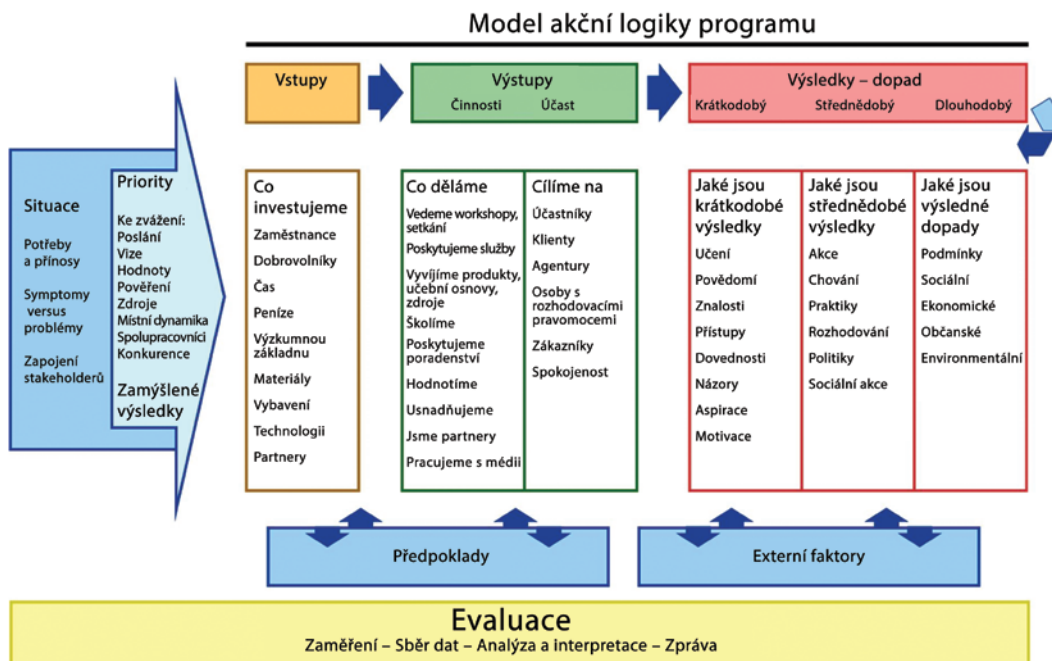 Model akční logiky programu
Vstupy
Výstupy
Činnosti Účast
Výsledky – dopad
Krátkodobý Střednědobý Dlouhodobý
Situace
Potřeby
a přínosy
Symptomy
versus
problémy
Zapojení
stakeholderů
Priority
Ke zvážení:
Poslání
Vize
Hodnoty
Pověření
Zdroje
Místní dynamika
Spolupracovníci
Konkurence
Zamýšlené
výsledky
Co
investujeme
Zaměstnance
Dobrovolníky
Čas
Peníze
Výzkumnou
základnu
Materiály
Vybavení
Technologii
Partnery
Co děláme
Vedeme workshopy,
setkání
Poskytujeme služby
Vyvíjíme produkty,
učební osnovy,
zdroje
Školíme
Poskytujeme
poradenství
Hodnotíme
Usnadňujeme
Jsme partnery
Pracujeme s médii
Cílíme na
Účastníky
Klienty
Agentury
Osoby s
rozhodovacími
pravomocemi
Zákazníky
Spokojenost
Jaké jsou
krátkodobé
výsledky
Učení
Povědomí
Znalosti
Přístupy
Dovednosti
Názory
Aspirace
Motivace
Jaké jsou
střednědobé
výsledky
Akce
Chování
Praktiky
Rozhodování
Politiky
Sociální akce
Jaké jsou
výsledné
dopady
Podmínky
Sociální
Ekonomické
Občanské
Environmentální
Předpoklady
Externí faktory
Evaluace
Zaměření – Sběr dat – Analýza a interpretace – Zpráva